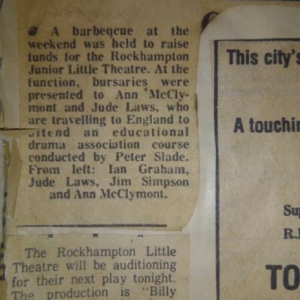 A barbeqcue at the
weekend was held to raise
funds for the Rockhampton
Junior Little Theatre. At the
function, bursaries were
presented to Ann McCly-
mont and Jude Laws, who
are travelling to England to
attend an educational
drama association course
conducted by Peter Slade.
From left: Ian Graham,
Jude Laws, Jim Simpson
and Ann McClymont.
The Rockhampton Little
Theatre will be auditioning
for their next play tonight.
The production is "Billy
This city's
A touchin
Su
R.
TO